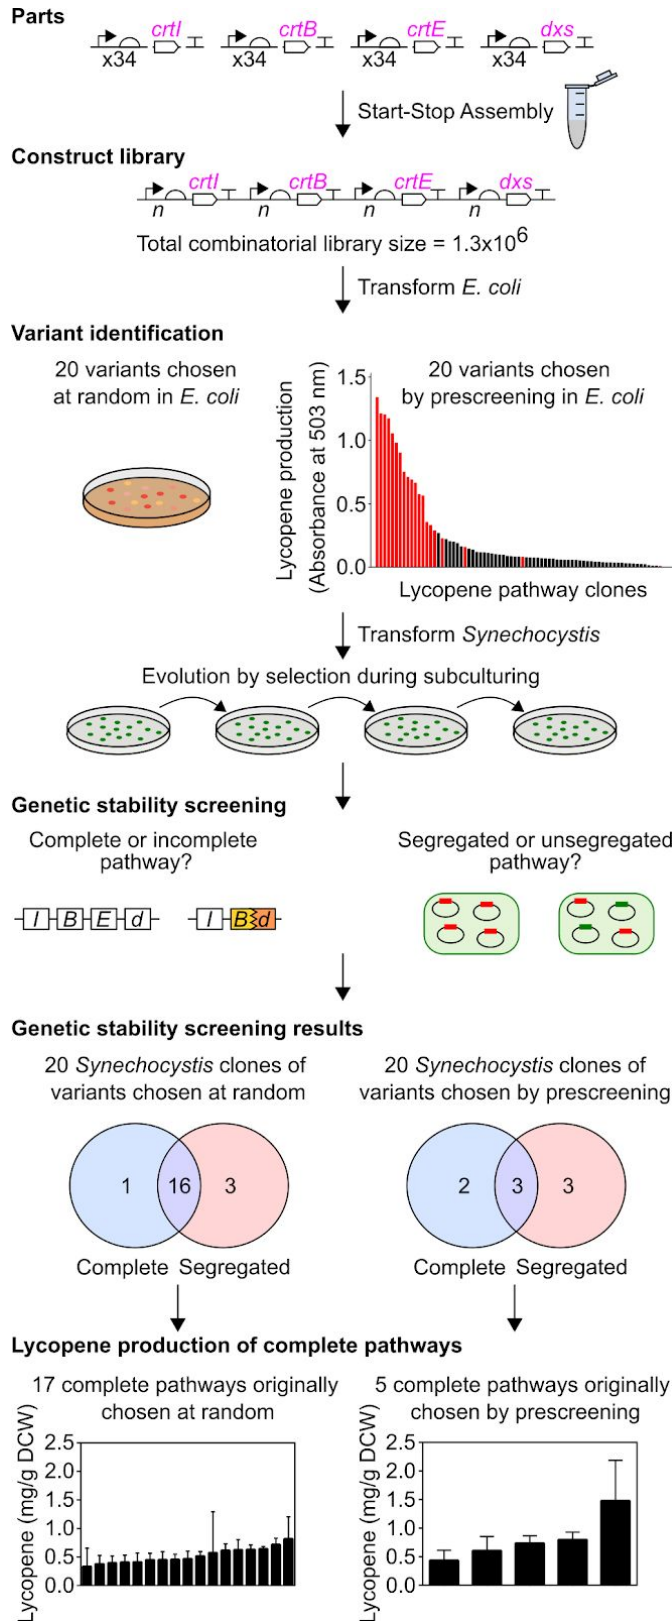 Parts
crtI crtB crtE dxs
x34 x34 x34 x34
Start-Stop Assembly
Construct library
crtI crtB crtE dxs
n n n n
Total combinatorial library size = 1.3x10^6
Transform E. coli
Variant identification
20 variants chosen
at random in E. coli
20 variants chosen
by prescreening in E. coli
Lycopene production
(Absorbance at 503 nm)
1.5
1.0
0.5
0.0
Lycopene pathway clones
Transform Synechocystis
Evolution by selection during subculturing
Genetic stability screening
Complete or incomplete
pathway?
I B E d I B d
Segregated or unsegregated
pathway?
Genetic stability screening results
20 Synechocystis clones of
variants chosen at random
1 16 3
Complete Segregated
20 Synechocystis clones of
variants chosen by prescreening
2 3 3
Complete Segregated
Lycopene production of complete pathways
17 complete pathways originally
chosen at random
Lycopene (mg/g DCW)
2.5
2.0
1.5
1.0
0.5
0.0
5 complete pathways originally
chosen by prescreening
Lycopene (mg/g DCW)
2.5
2.0
1.5
1.0
0.5
0.0